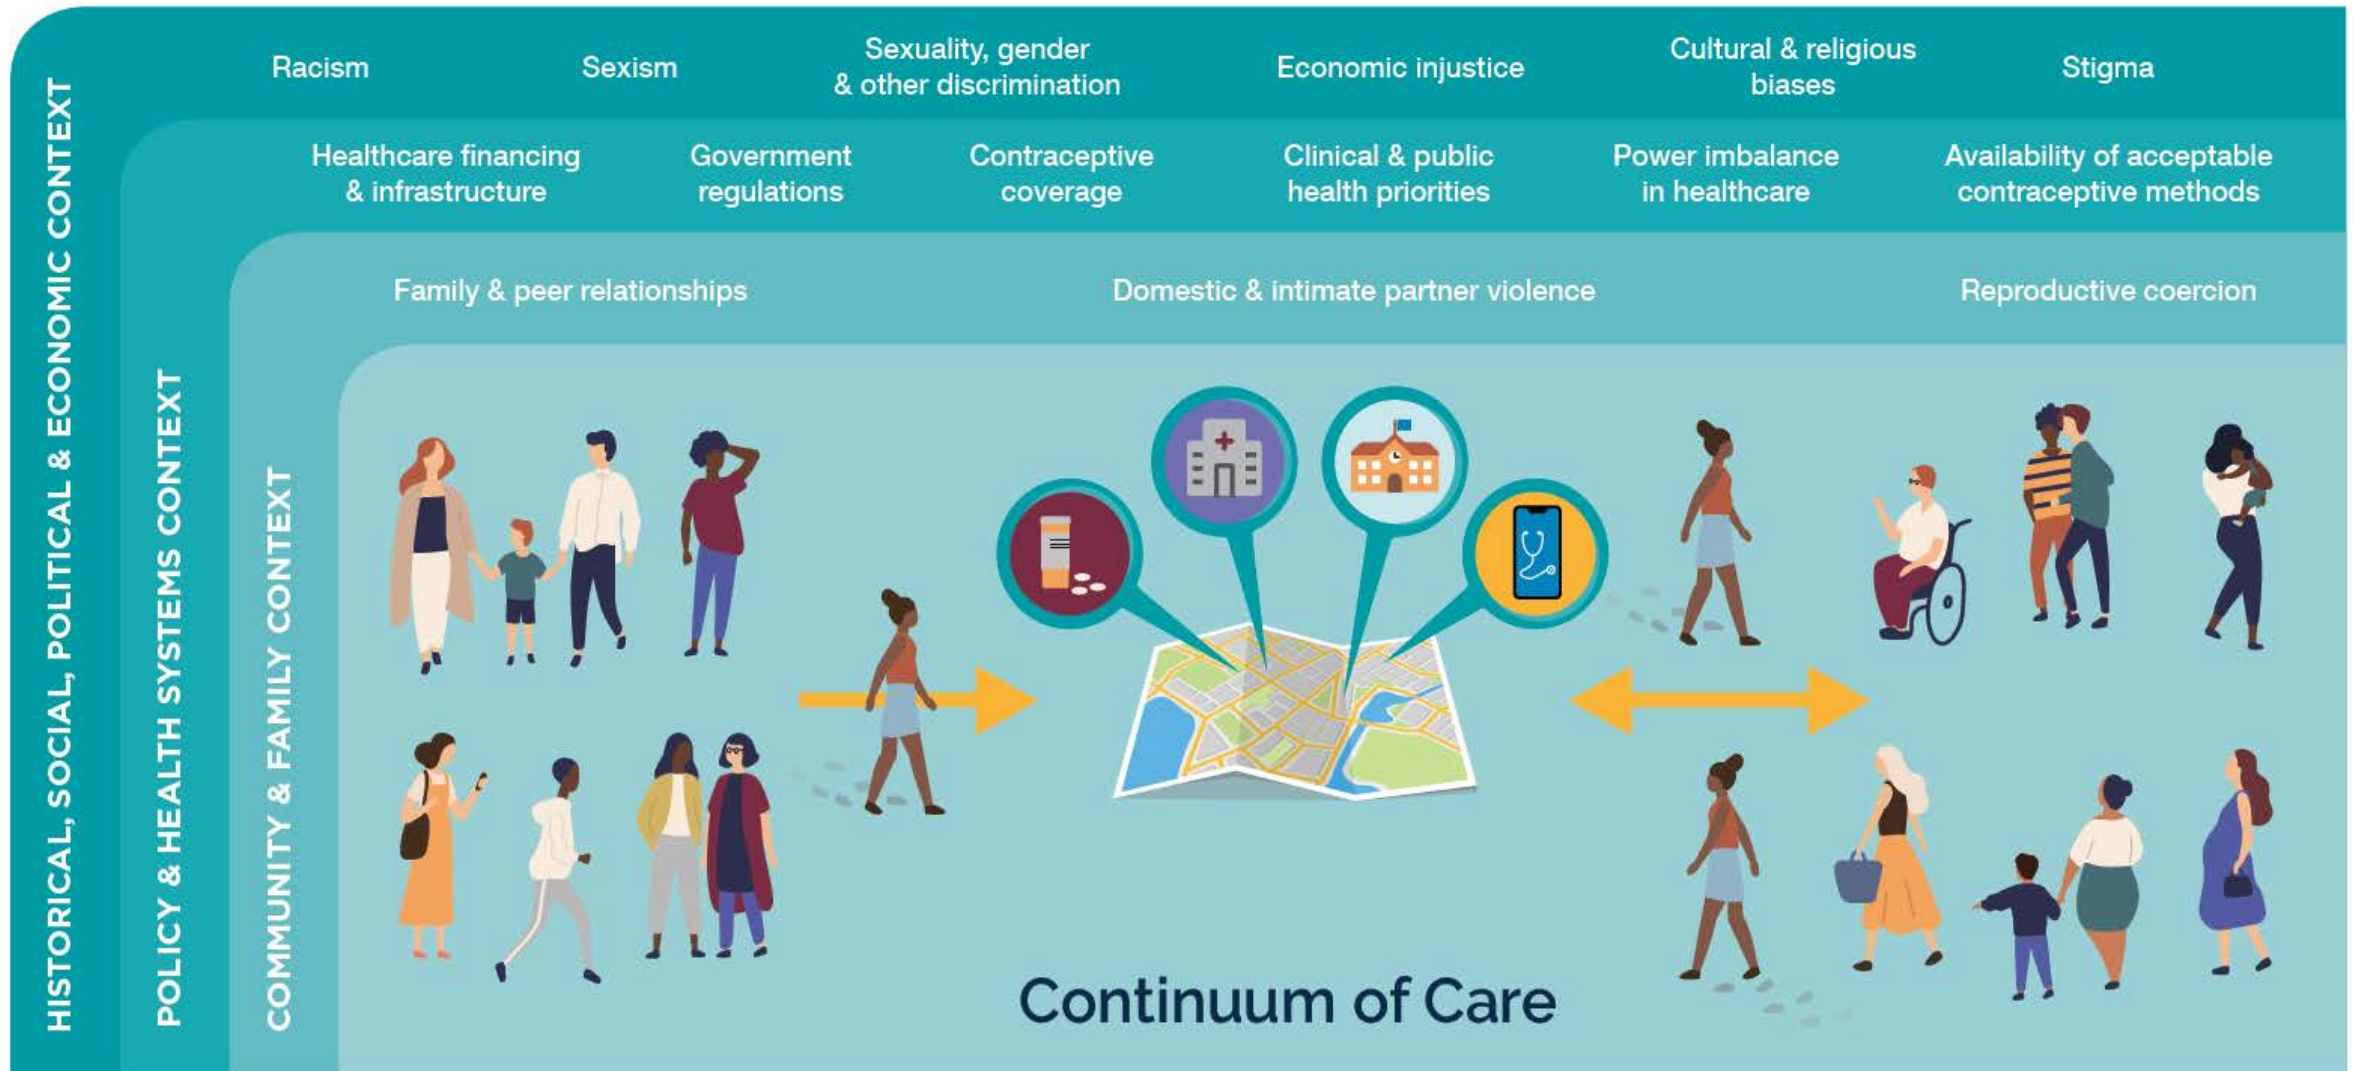 HISTORICAL, SOCIAL, POLITICAL & ECONOMIC CONTEXT
Racism
Sexism
Sexuality, gender
& other discrimination
Economic injustice
Cultural & religious
biases
Stigma
POLICY & HEALTH SYSTEMS CONTEXT
Healthcare financing
& infrastructure
Government
regulations
Contraceptive
coverage
Clinical & public
health priorities
Power imbalance
in healthcare
Availability of acceptable
contraceptive methods
COMMUNITY & FAMILY CONTEXT
Family & peer relationships
Domestic & intimate partner violence
Reproductive coercion
Continuum of Care